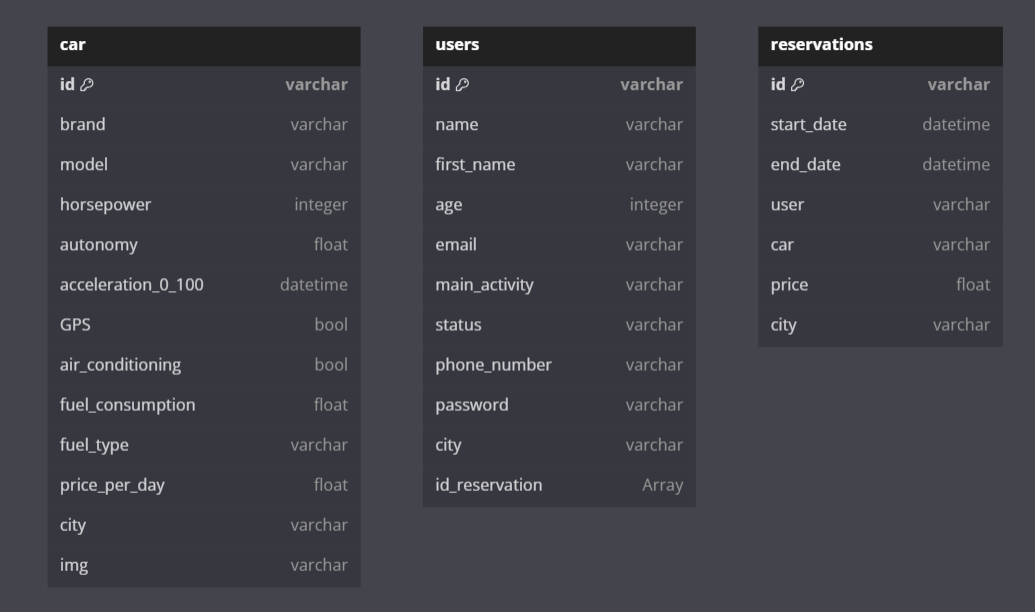 car
id varchar
brand varchar
model varchar
horsepower integer
autonomy float
acceleration_0_100 datetime
GPS bool
air_conditioning bool
fuel_consumption float
fuel_type varchar
price_per_day float
city varchar
img varchar
users
id varchar
name varchar
first_name varchar
age integer
email varchar
main_activity varchar
status varchar
phone_number varchar
password varchar
city varchar
id_reservation Array
reservations
id varchar
start_date datetime
end_date datetime
user varchar
car varchar
price float
city varchar